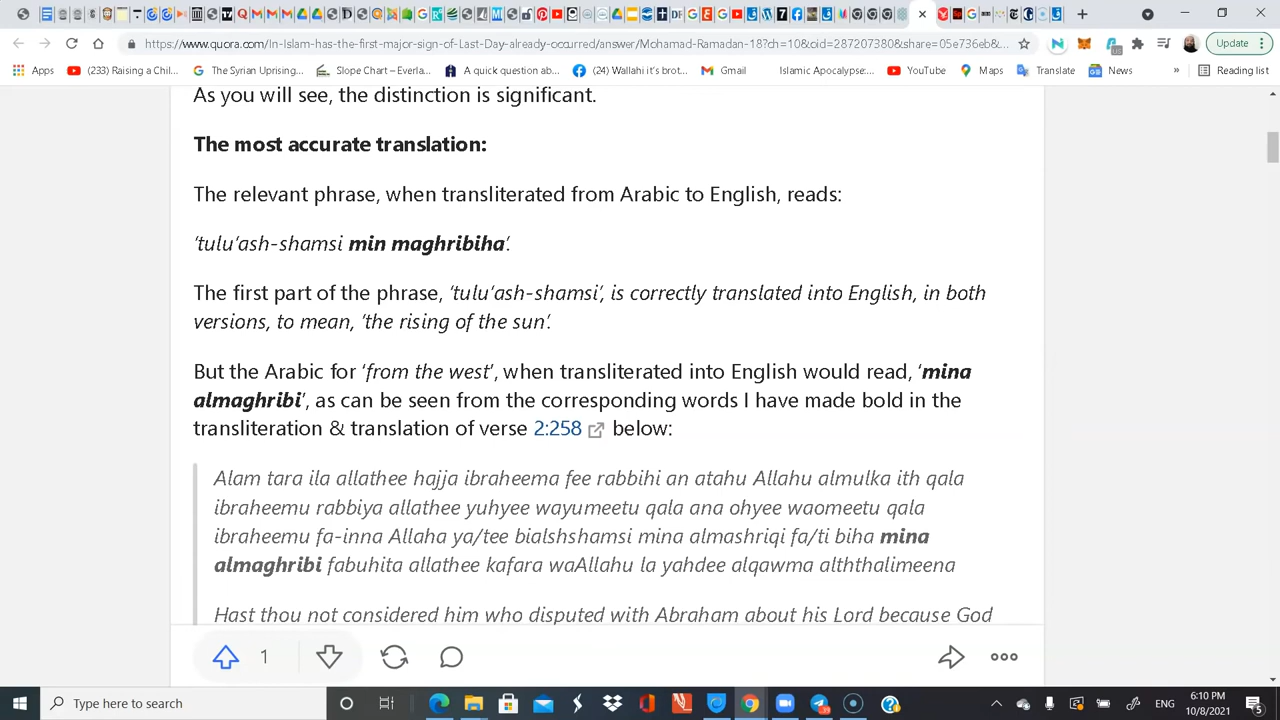 https://www.quora.com/In-Islam-has-the-first-major-sign-of-Last-Day-already-occurred/answer/Mohamad-Ramadan-18?ch=10&oid=287207380&share=05e736eb&...
Update
Apps
(233) Raising a Chil...
The Syrian Uprising...
Slope Chart – Everla...
A quick question ab...
(24) Wallahi it's brot...
Gmail
Islamic Apocalypse:...
YouTube
Maps
Translate
News
»
Reading list
As you will see, the distinction is significant.
The most accurate translation:
The relevant phrase, when transliterated from Arabic to English, reads:
'tulu'ash-shamsi min maghribiha'.
The first part of the phrase, 'tulu'ash-shamsi', is correctly translated into English, in both
versions, to mean, 'the rising of the sun'.
But the Arabic for 'from the west', when transliterated into English would read, 'mina
almaghribi', as can be seen from the corresponding words I have made bold in the
transliteration & translation of verse 2:258 below:
Alam tara ila allathee hajja ibraheema fee rabbihi an atahu Allahu almulka ith qala
ibraheemu rabbiya allathee yuhyee wayumeetu qala ana ohyee waomeetu qala
ibraheemu fa-inna Allaha ya/tee bialshshamsi mina almashriqi fa/ti biha mina
almaghribi fabuhita allathee kafara waAllahu la yahdee alqawma alththalimeena
Hast thou not considered him who disputed with Abraham about his Lord because God
1
Type here to search
ENG
6:10 PM
10/8/2021
5